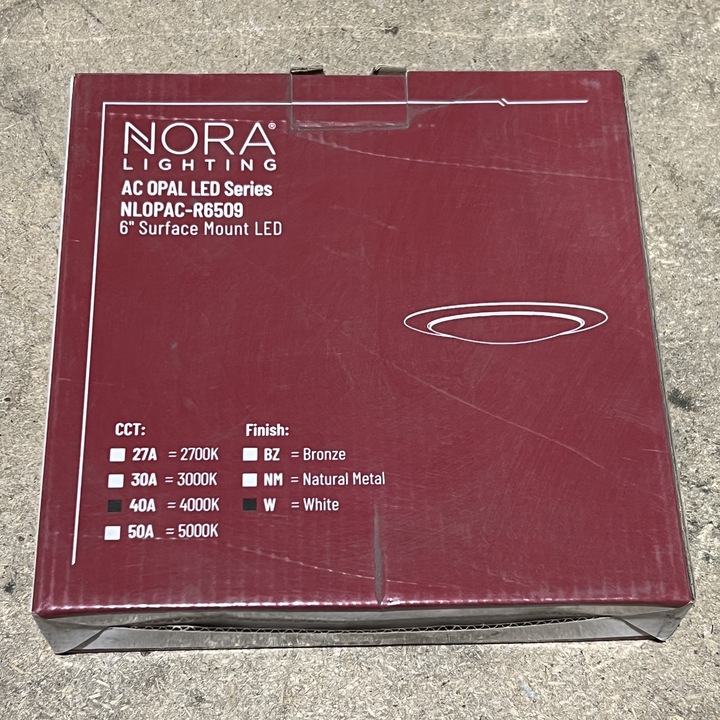 NORA®
LIGHTING
AC OPAL LED Series
NLOPAC-R6509
6" Surface Mount LED
CCT:
27A = 2700K
30A = 3000K
40A = 4000K
50A = 5000K
Finish:
BZ = Bronze
NM = Natural Metal
W = White